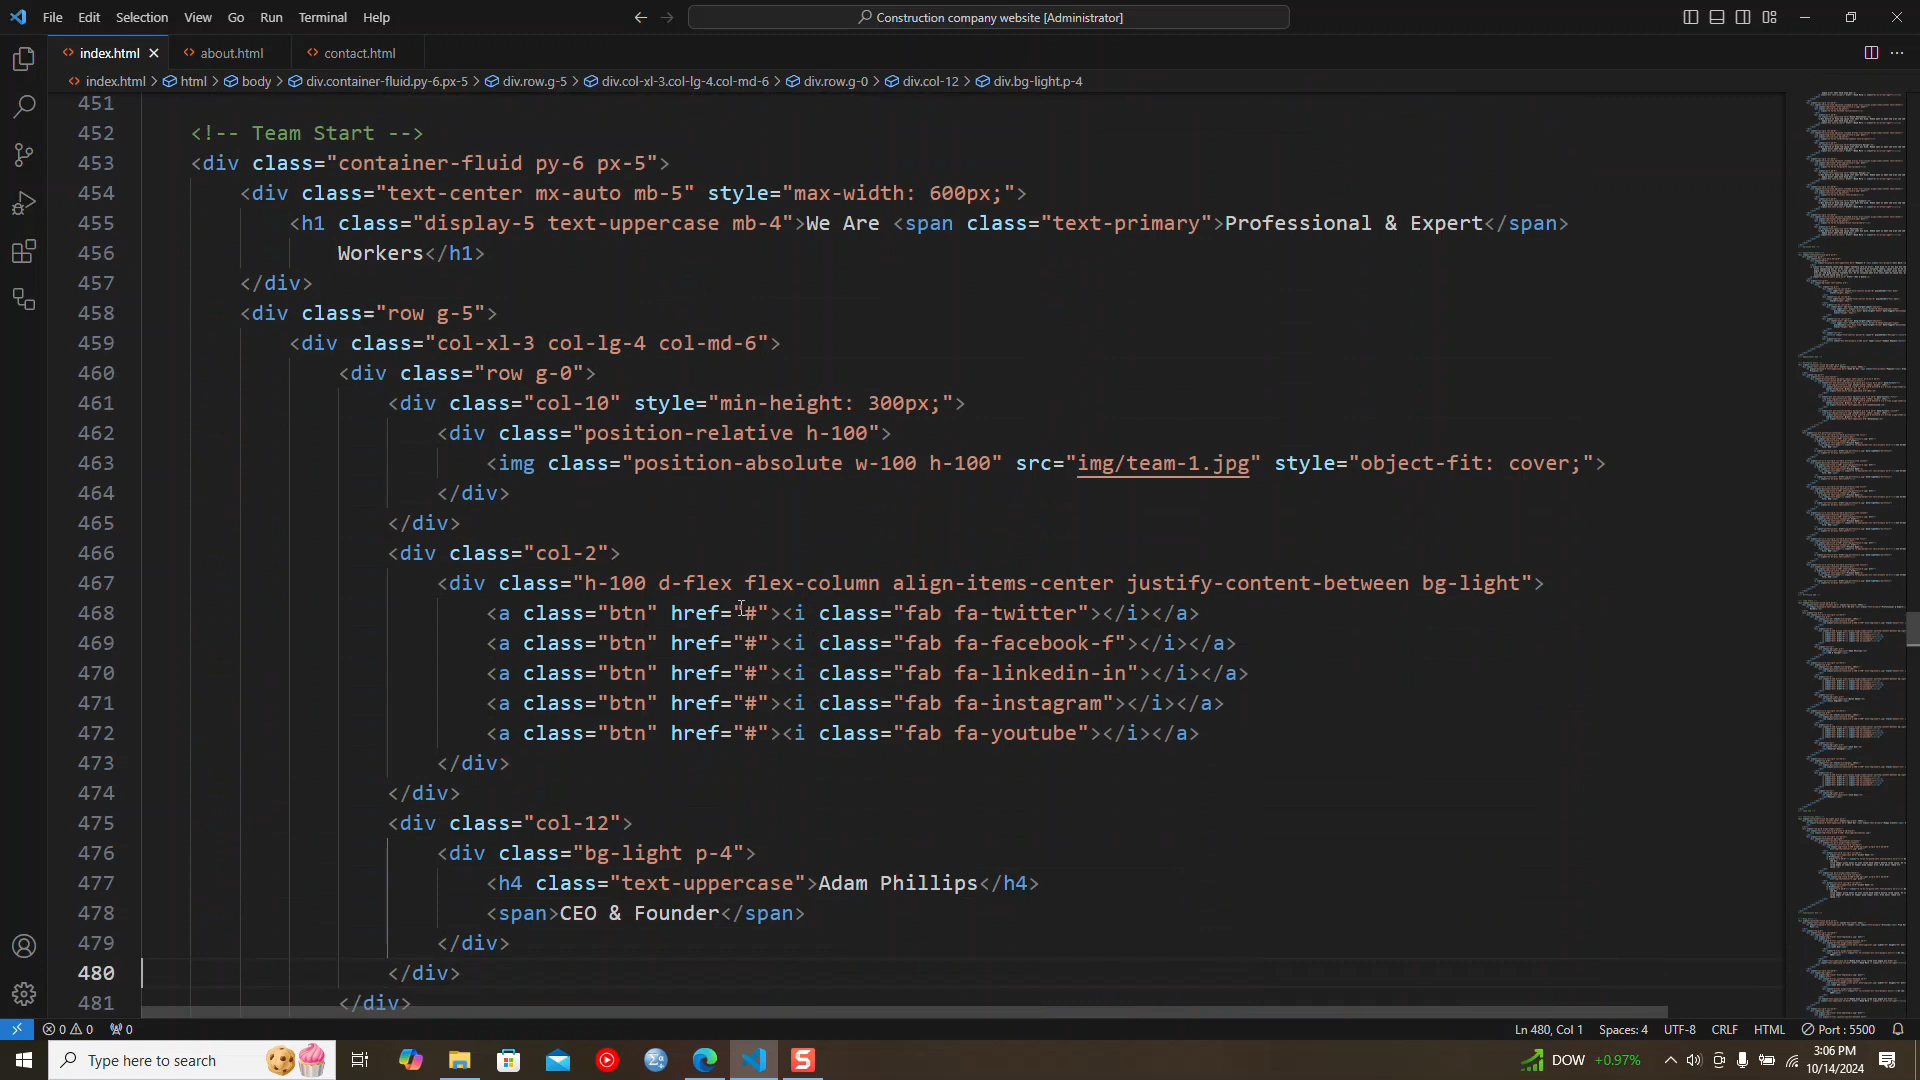 File Edit Selection View Go Run Terminal Help
Construction company website [Administrator]
index.html about.html contact.html
index.html > html > body > div.container-fluid.py-6.px-5 > div.row.g-5 > div.col-xl-3.col-lg-4.col-md-6 > div.row.g-0 > div.col-12 > div.bg-light.p-4
451
452 <!-- Team Start -->
453 <div class="container-fluid py-6 px-5">
454 <div class="text-center mx-auto mb-5" style="max-width: 600px;">
455 <h1 class="display-5 text-uppercase mb-4">We Are <span class="text-primary">Professional & Expert</span>
456 Workers</h1>
457 </div>
458 <div class="row g-5">
459 <div class="col-xl-3 col-lg-4 col-md-6">
460 <div class="row g-0">
461 <div class="col-10" style="min-height: 300px;">
462 <div class="position-relative h-100">
463 <img class="position-absolute w-100 h-100" src="img/team-1.jpg" style="object-fit: cover;">
464 </div>
465 </div>
466 <div class="col-2">
467 <div class="h-100 d-flex flex-column align-items-center justify-content-between bg-light">
468 <a class="btn" href="#"><i class="fab fa-twitter"></i></a>
469 <a class="btn" href="#"><i class="fab fa-facebook-f"></i></a>
470 <a class="btn" href="#"><i class="fab fa-linkedin-in"></i></a>
471 <a class="btn" href="#"><i class="fab fa-instagram"></i></a>
472 <a class="btn" href="#"><i class="fab fa-youtube"></i></a>
473 </div>
474 </div>
475 <div class="col-12">
476 <div class="bg-light p-4">
477 <h4 class="text-uppercase">Adam Phillips</h4>
478 <span>CEO & Founder</span>
479 </div>
480 </div>
481 </div>
0 0 0 Ln 480, Col 1 Spaces: 4 UTF-8 CRLF HTML Port : 5500
Type here to search
DOW +0.97%
3:06 PM
10/14/2024